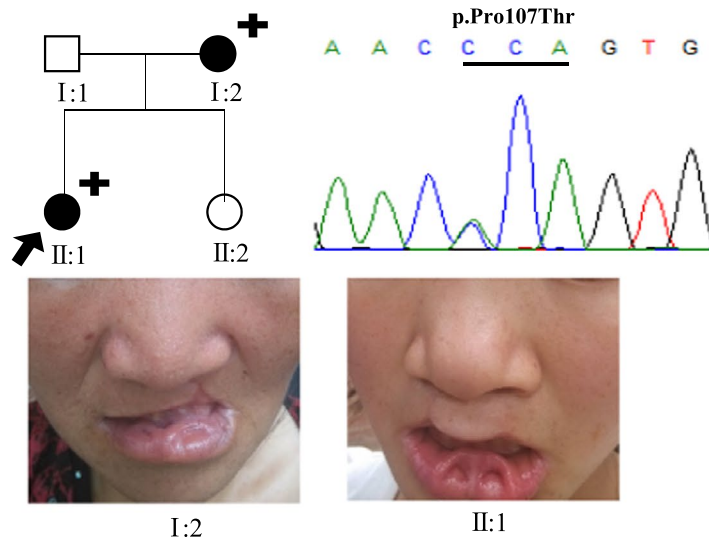 p.Pro107Thr
A A C C C A G T G
I:1
I:2
II:1
II:2
I:2
II:1